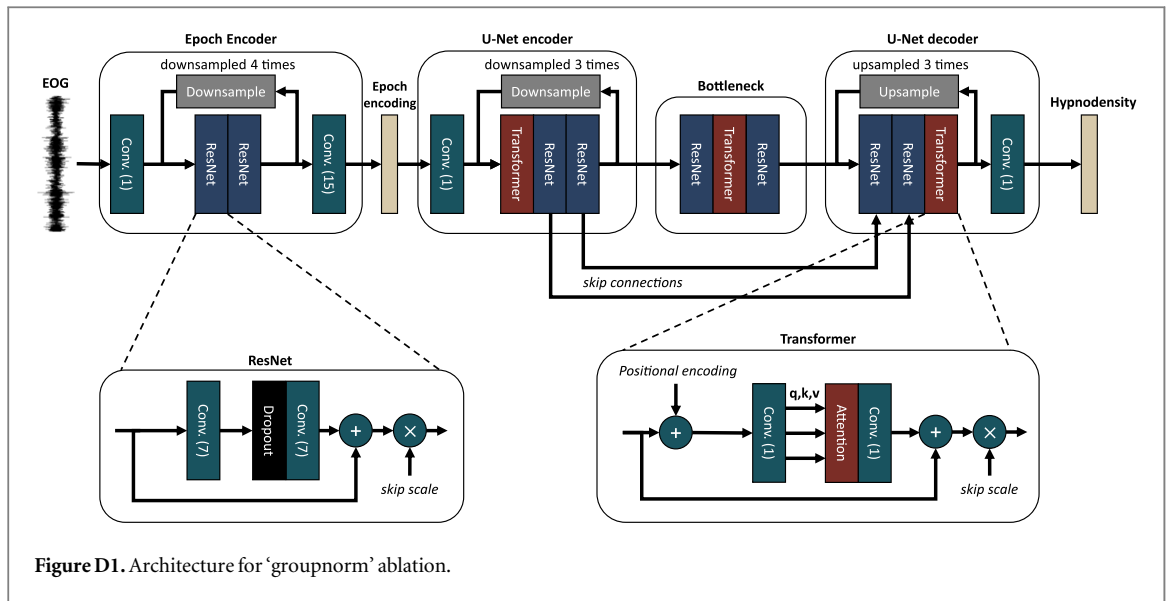 Epoch Encoder
U-Net encoder
U-Net decoder
downsampled 4 times
downsampled 3 times
upsampled 3 times
EOG
Downsample
Epoch
encoding
Downsample
Bottleneck
Upsample
Hypnodensity
Conv. (1)
ResNet
ResNet
Conv. (15)
Conv. (1)
Transformer
ResNet
ResNet
ResNet
Transformer
ResNet
ResNet
ResNet
Transformer
Conv. (1)
skip connections
ResNet
Conv. (7)
Dropout
Conv. (7)
+
×
skip scale
Transformer
Positional encoding
+
Conv. (1)
q,k,v
Attention
Conv. (1)
+
×
skip scale
Figure D1. Architecture for ‘groupnorm’ ablation.